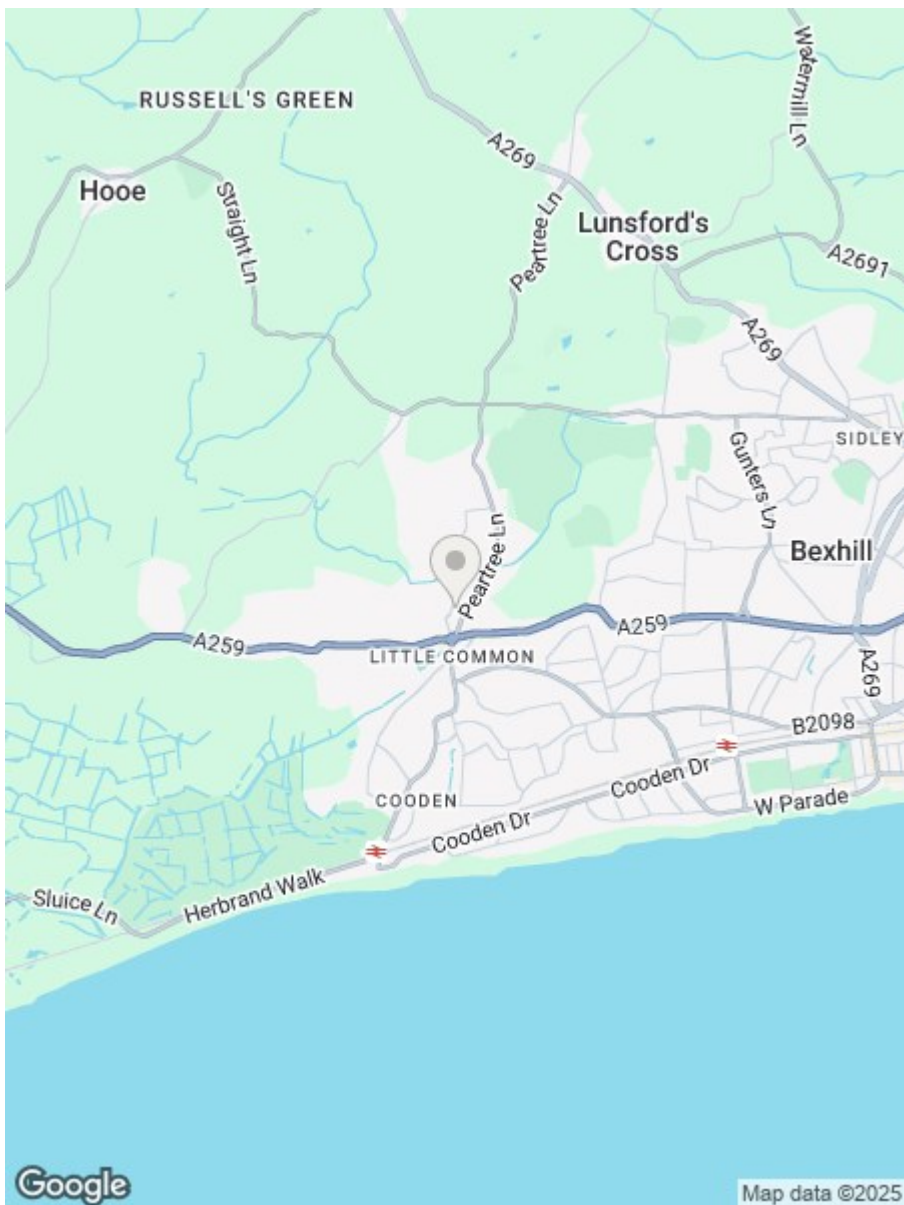 Watermill Ln
RUSSELL'S GREEN
A269
Hooe
Straight Ln
Peartree Ln
Lunsford's
Cross
A2691
A269
SIDLEY
Gunters Ln
Peartree Ln
Bexhill
A259
A259
LITTLE COMMON
A269
B2098
Cooden Dr
COODEN
W Parade
Cooden Dr
Herbrand Walk
Sluice Ln
Google
Map data ©2025